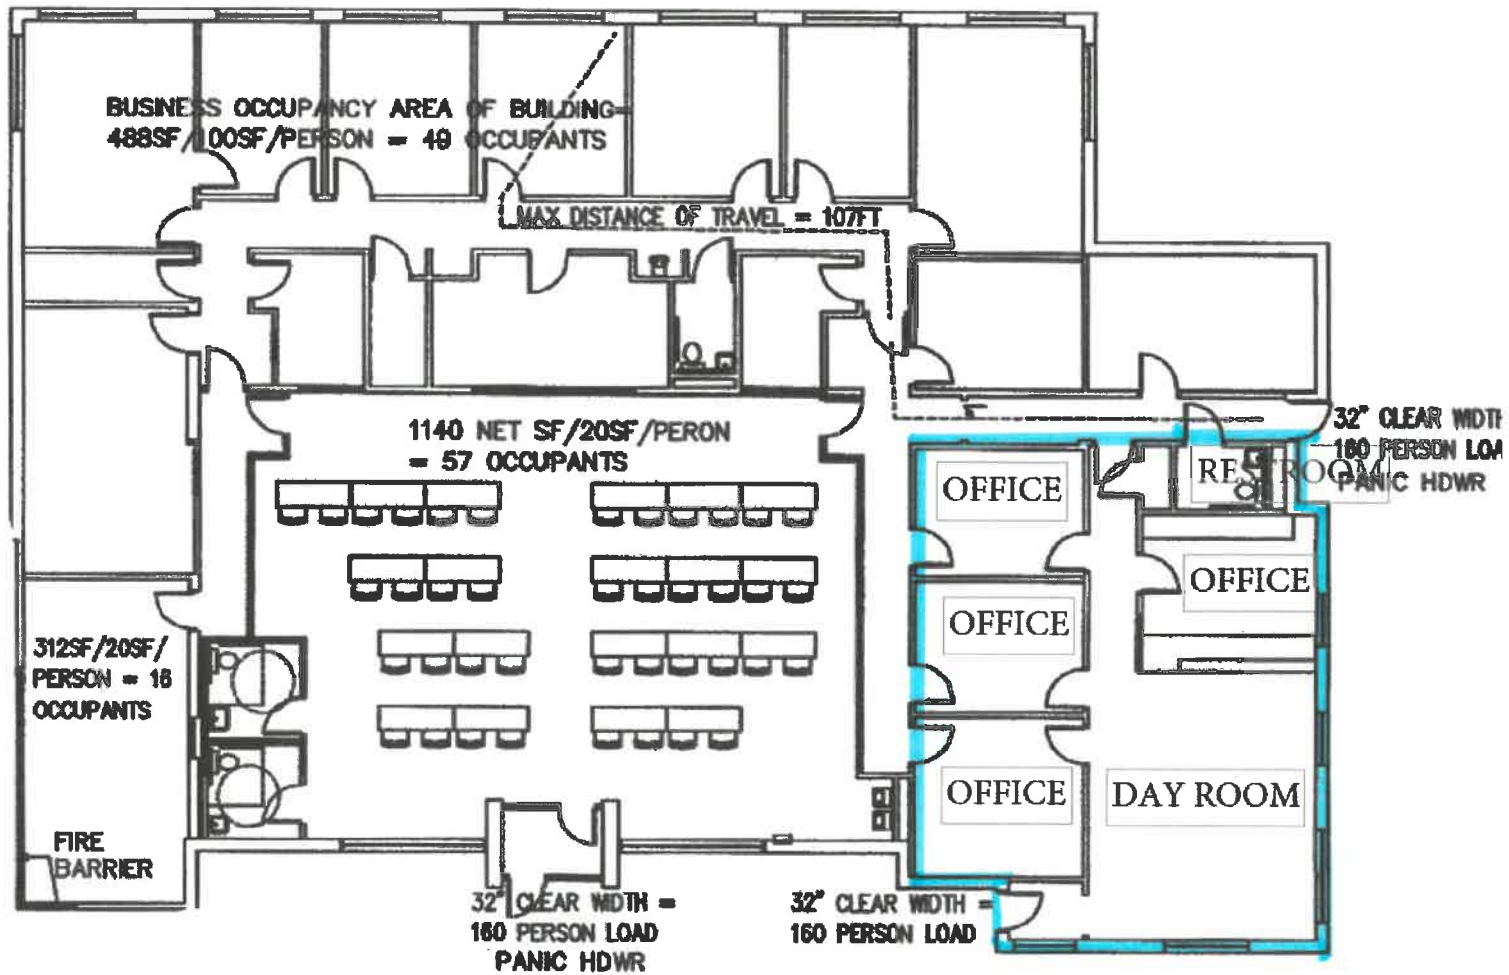 BUSINESS OCCUPANCY AREA OF BUILDING=
488SF/100SF/PERSON = 49 OCCUPANTS
MAX DISTANCE OF TRAVEL = 107FT
1140 NET SF/20SF/PERON
= 57 OCCUPANTS
32" CLEAR WIDTH
160 PERSON LOA
PANIC HDWR
RESTROOM
OFFICE
OFFICE
OFFICE
312SF/20SF/
PERSON = 16
OCCUPANTS
OFFICE
DAY ROOM
FIRE
BARRIER
32" CLEAR WIDTH =
160 PERSON LOAD
PANIC HDWR
32" CLEAR WIDTH =
160 PERSON LOAD